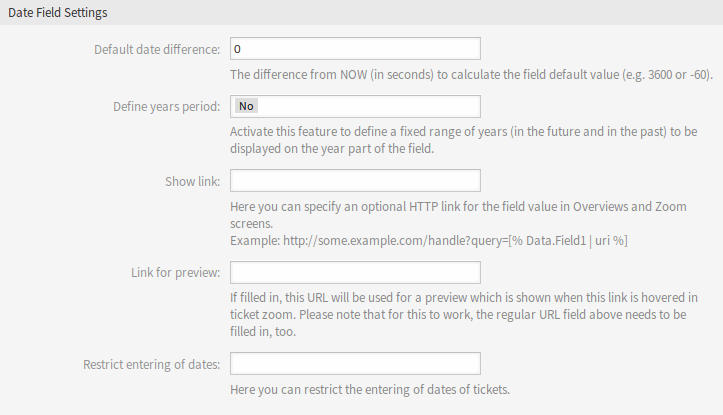 Date Field Settings
Default date difference: 0
The difference from NOW (in seconds) to calculate the field default value (e.g. 3600 or -60).
Define years period: No
Activate this feature to define a fixed range of years (in the future and in the past) to be
displayed on the year part of the field.
Show link:
Here you can specify an optional HTTP link for the field value in Overviews and Zoom
screens.
Example: http://some.example.com/handle?query=[% Data.Field1 | uri %]
Link for preview:
If filled in, this URL will be used for a preview which is shown when this link is hovered in
ticket zoom. Please note that for this to work, the regular URL field above needs to be
filled in, too.
Restrict entering of dates:
Here you can restrict the entering of dates of tickets.